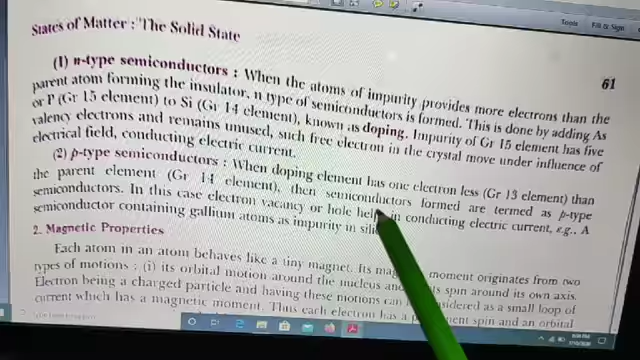 Tools Fill & Sign
States of Matter : The Solid State
61
(1) n-type semiconductors : When the atoms of impurity provides more electrons than the
parent atom forming the insulator, n type of semiconductors is formed. This is done by adding As
or P (Gr 15 element) to Si (Gr 14 element), known as doping. Impurity of Gr 15 element has five
valency electrons and remains unused, such free electron in the crystal move under influence of
electrical field, conducting electric current.
(2) p-type semiconductors : When doping element has one electron less (Gr 13 element) than
the parent element (Gr 14 element), then semiconductors formed are termed as p-type
semiconductors. In this case electron vacancy or hole in conducting electric current, e.g., A
semiconductor containing gallium atoms as impurity in
2. Magnetic Properties
Each atom in an atom behaves like a tiny magnet. Its moment originates from two
types of motions : (i) its orbital motion around the nucleus and its spin around its own axis.
Electron being a charged particle and having these motions can as a small loop of
current which has a magnetic moment. Thus each electron has a spin and an orbital